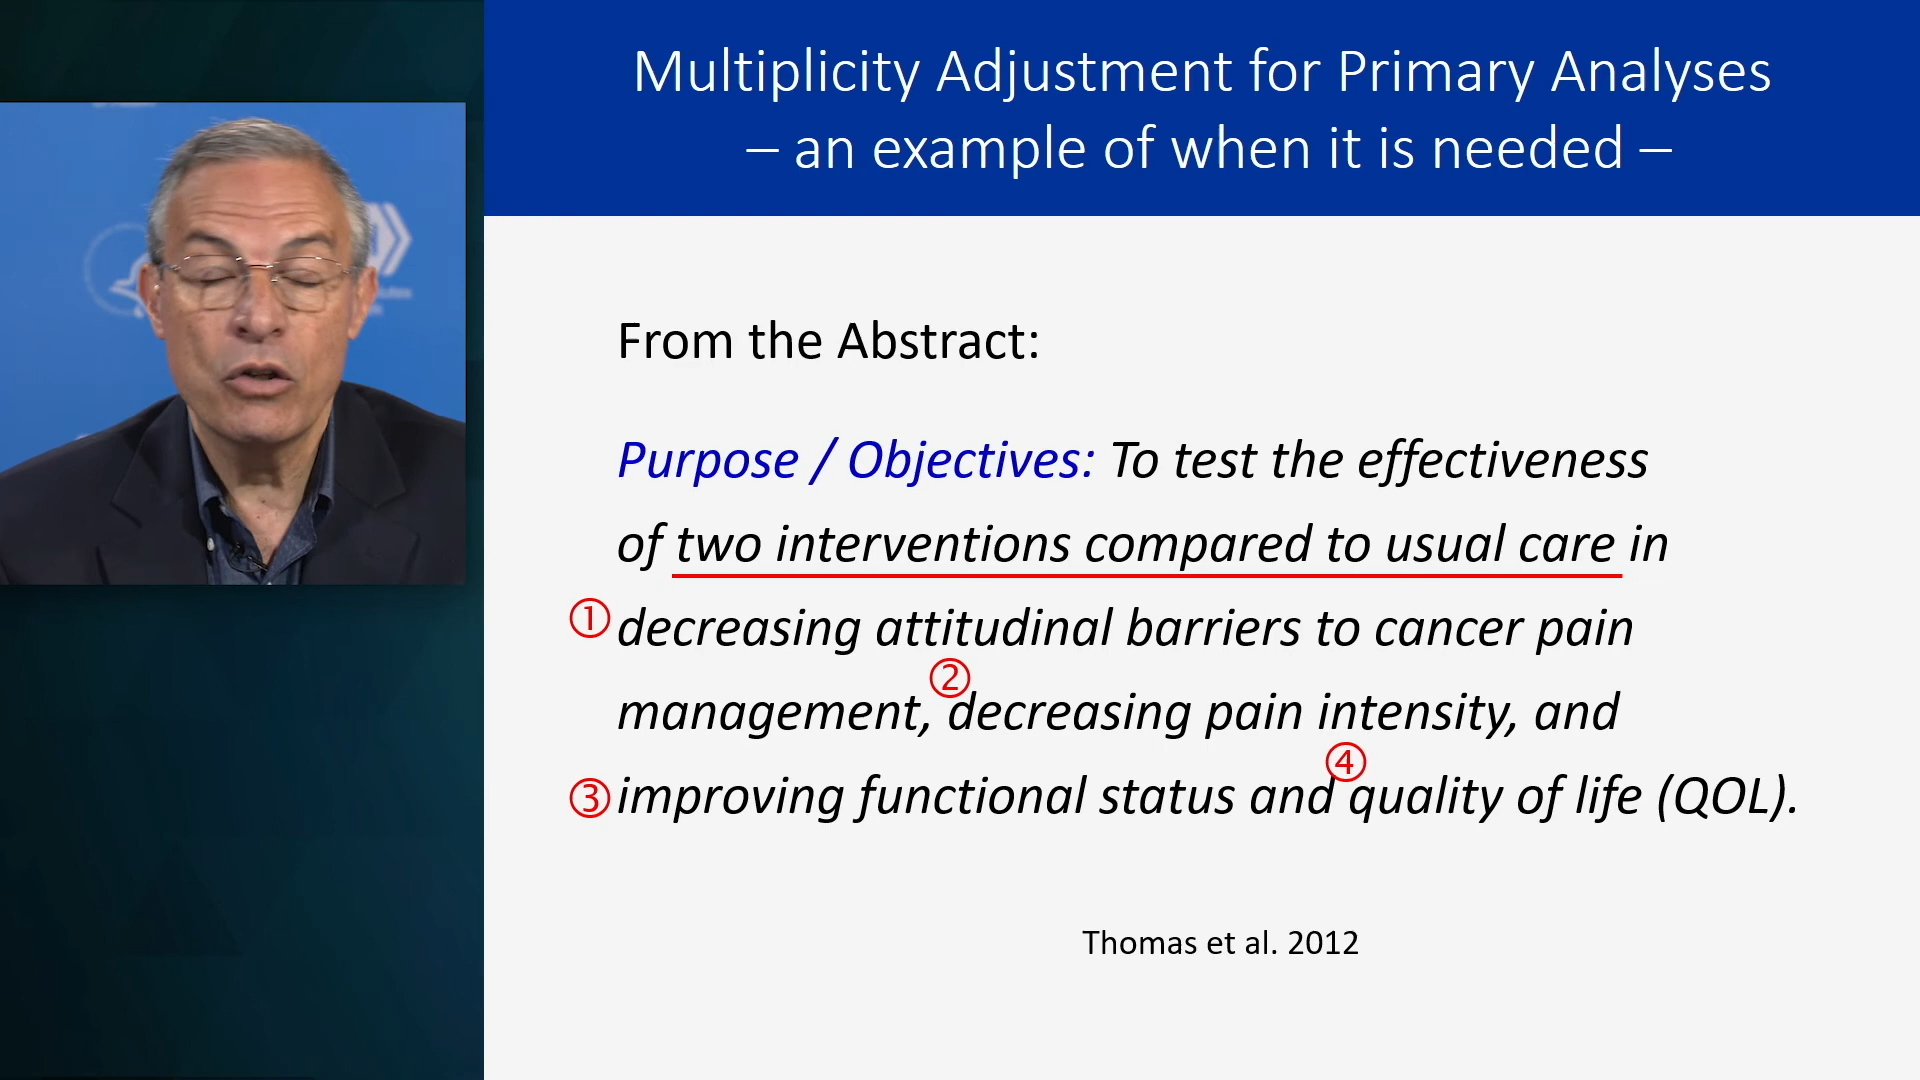 Multiplicity Adjustment for Primary Analyses
– an example of when it is needed –
From the Abstract:
Purpose / Objectives: To test the effectiveness
of two interventions compared to usual care in
① decreasing attitudinal barriers to cancer pain
management, ② decreasing pain intensity, and
③ improving functional status and ④ quality of life (QOL).
Thomas et al. 2012